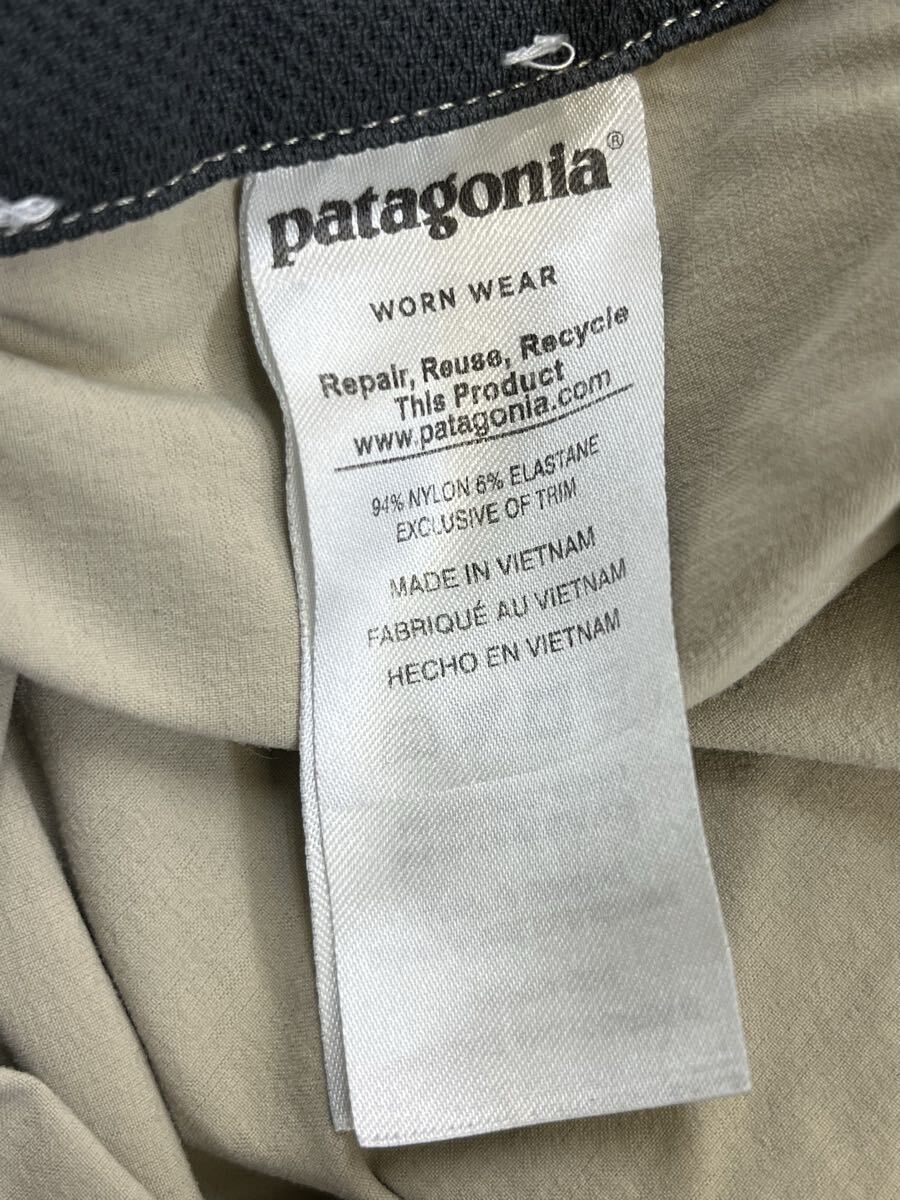 patagonia®
WORN WEAR
Repair, Reuse, Recycle
This Product
www.patagonia.com
94% NYLON 6% ELASTANE
EXCLUSIVE OF TRIM
MADE IN VIETNAM
FABRIQUÉ AU VIETNAM
HECHO EN VIETNAM